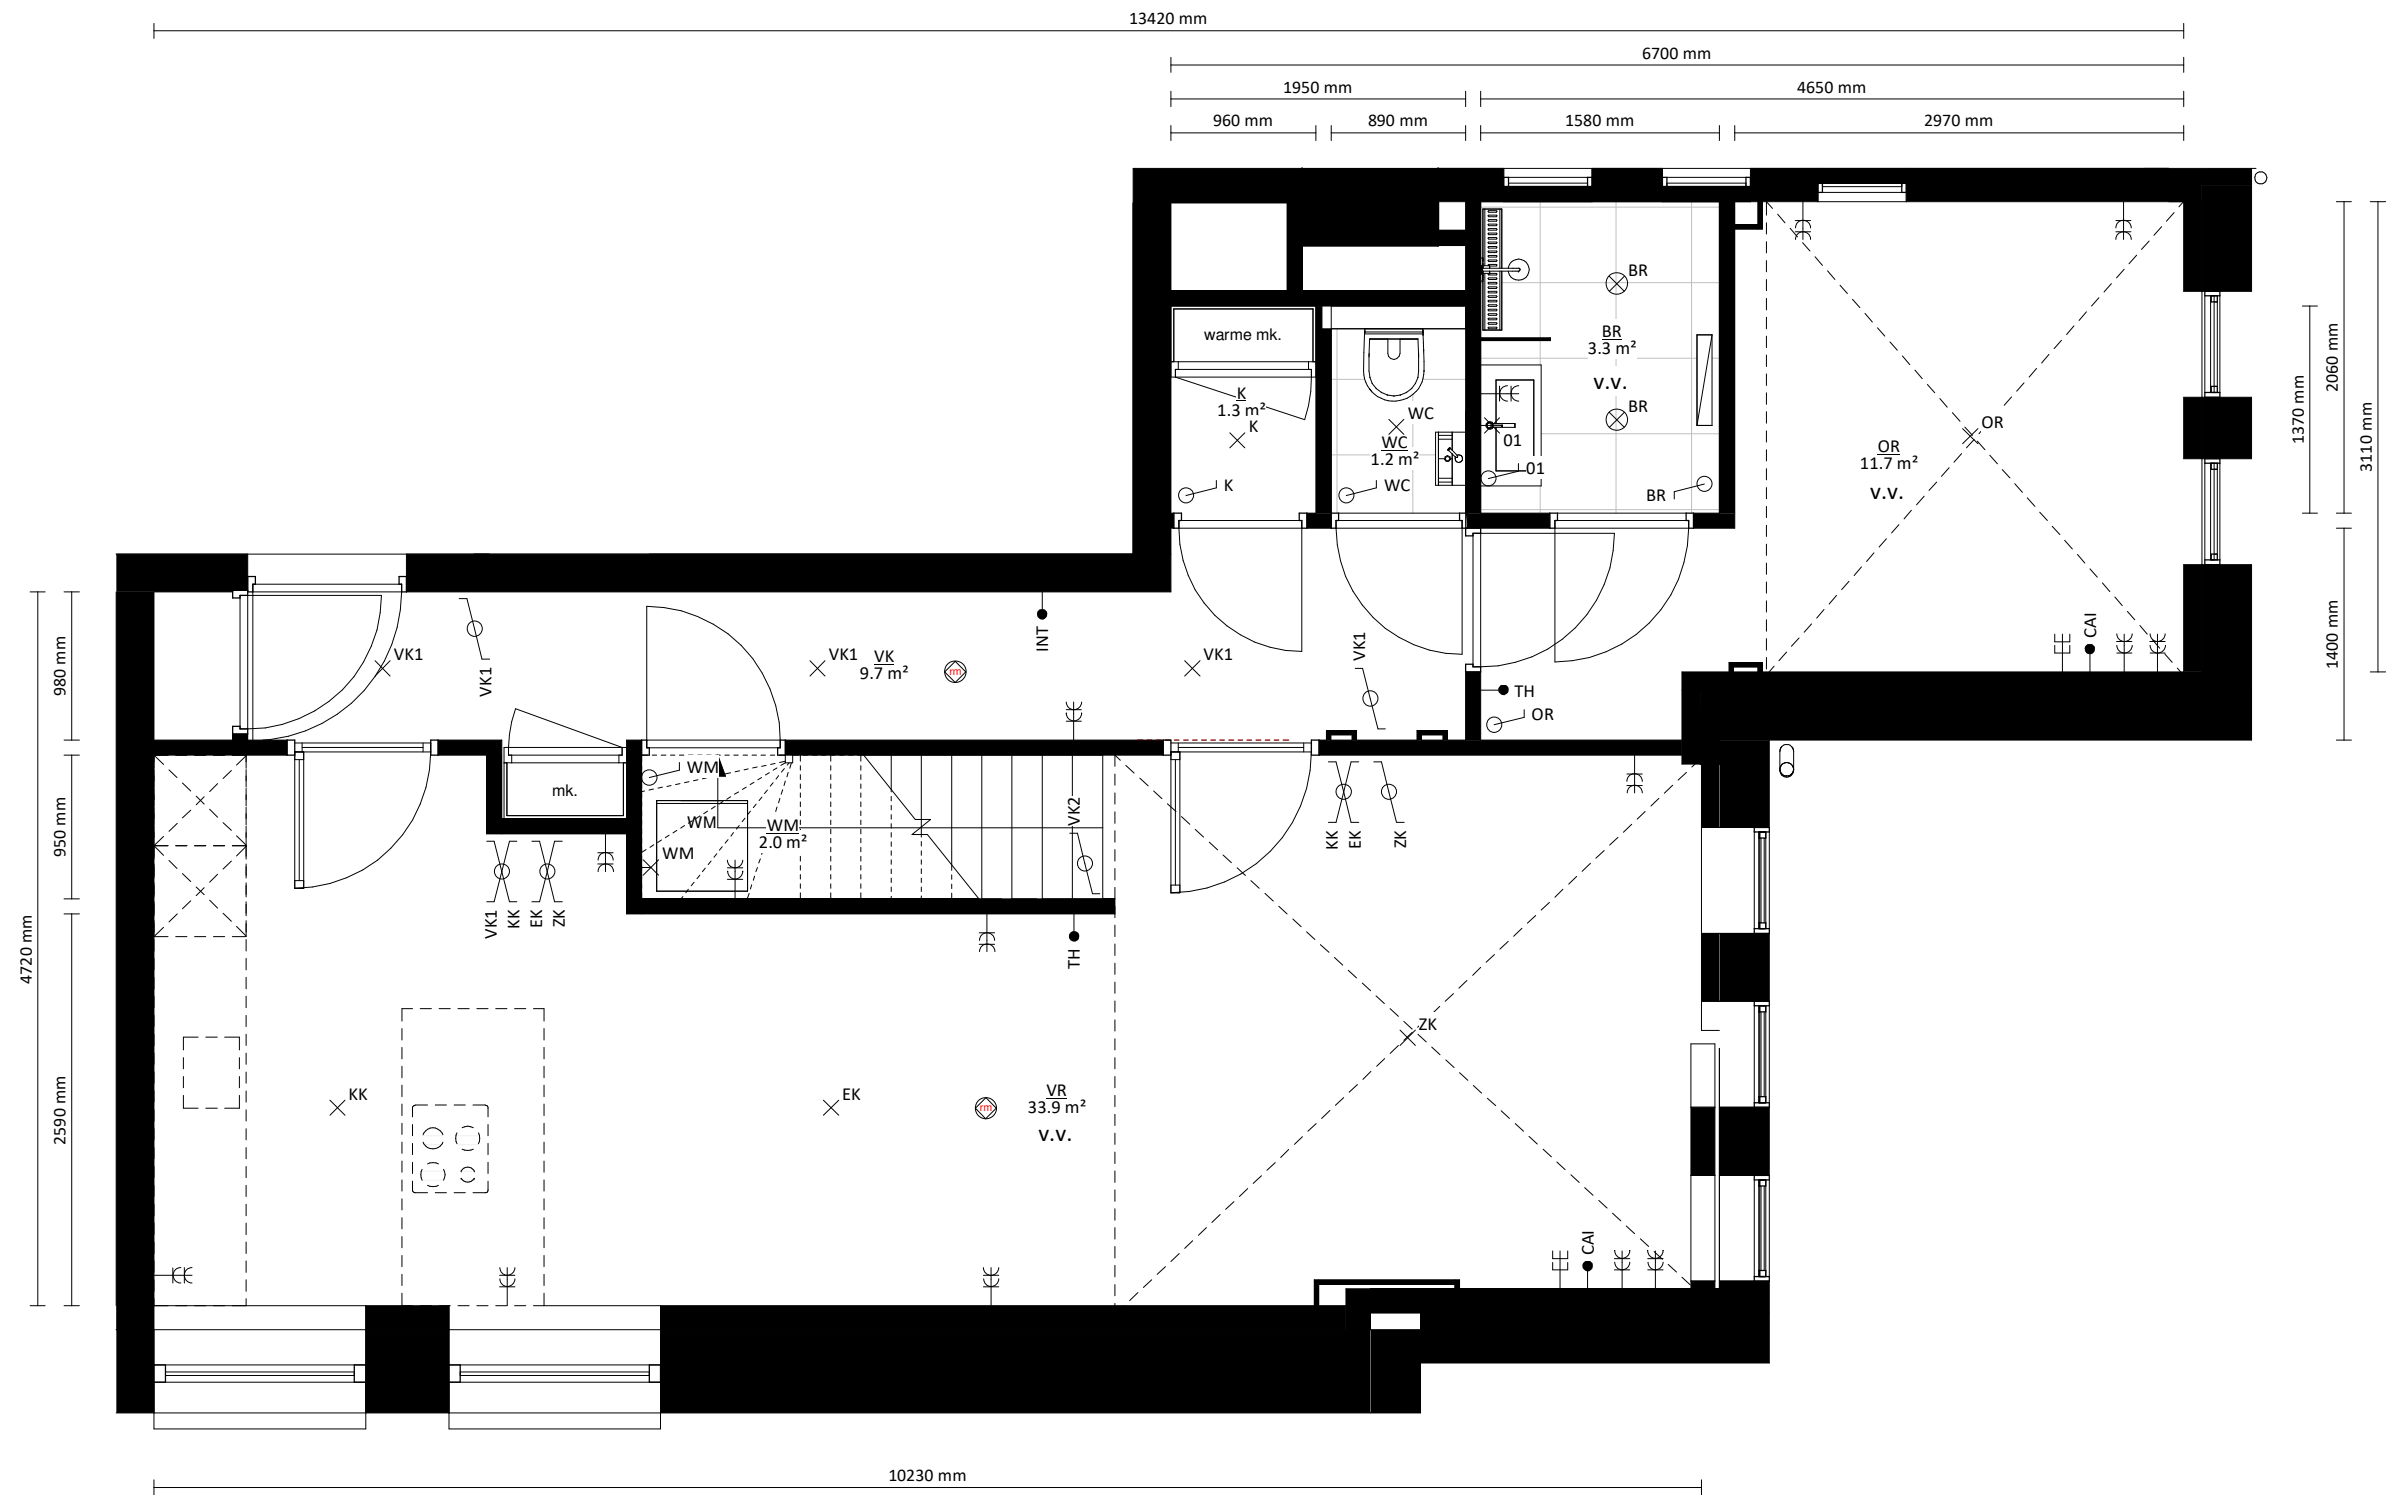 13420 mm
6700 mm
1950 mm
4650 mm
960 mm
890 mm
1580 mm
2970 mm
warme mk.
K
1.3 m²
K
K
WC
WC
1.2 m²
WC
BR
BR
3.3 m²
v.v.
BR
01
01
BR
OR
OR
11.7 m²
v.v.
CAI
1370 mm
2060 mm
3110 mm
1400 mm
980 mm
950 mm
4720 mm
2590 mm
VK1
VK1
VK1
VK
9.7 m²
rm
INT
VK1
VK1
TH
OR
mk.
WM
WM
WM
2.0 m²
WM
VK2
KK
EK
ZK
VK1
KK
EK
ZK
TH
ZK
KK
EK
rm
VR
33.9 m²
v.v.
CAI
10230 mm